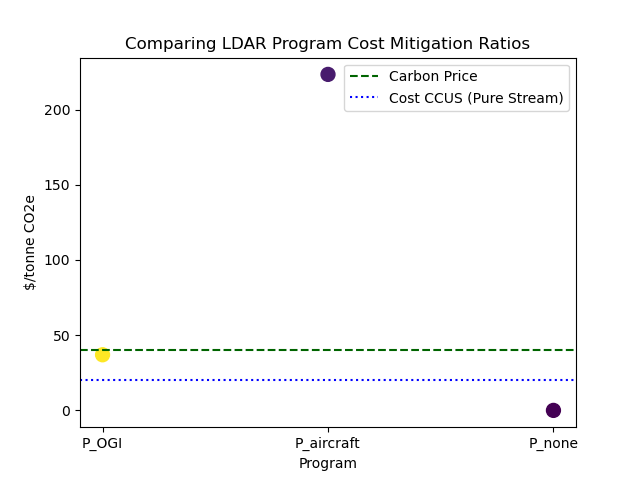 Comparing LDAR Program Cost Mitigation Ratios
Carbon Price
Cost CCUS (Pure Stream)
$/tonne CO2e
200
150
100
50
0
P_OGI
P_aircraft
P_none
Program